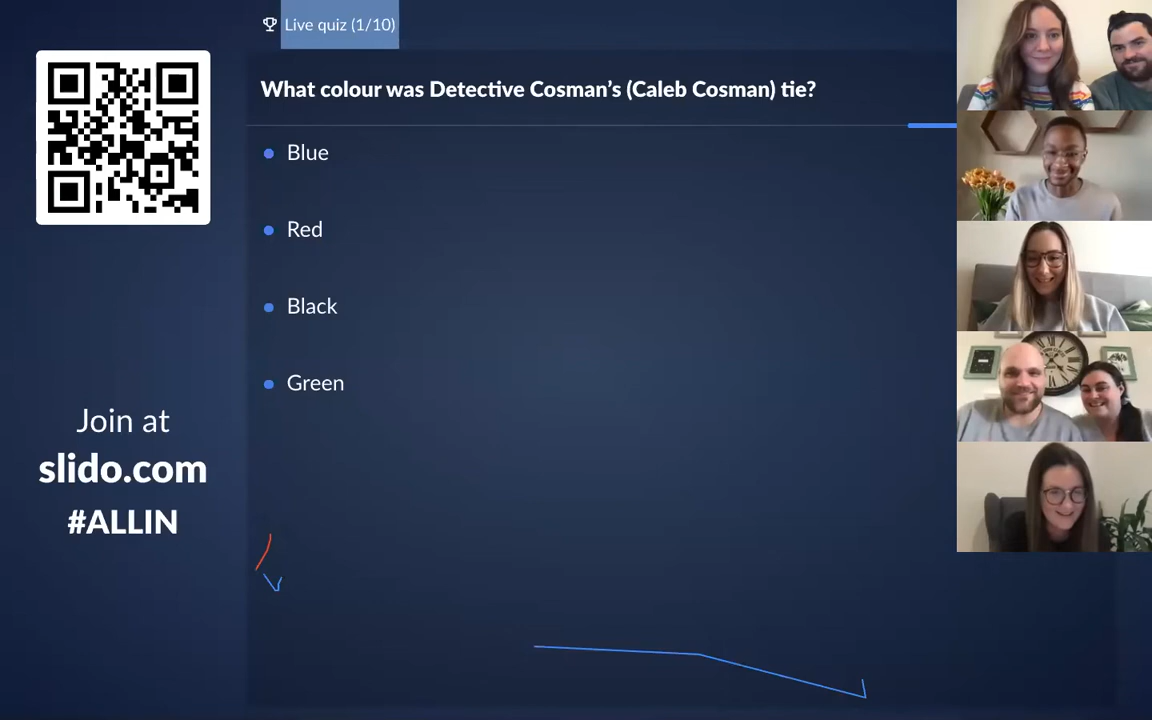 Live quiz (1/10)
What colour was Detective Cosman's (Caleb Cosman) tie?
Blue
Red
Black
Green
Join at
slido.com
#ALLIN